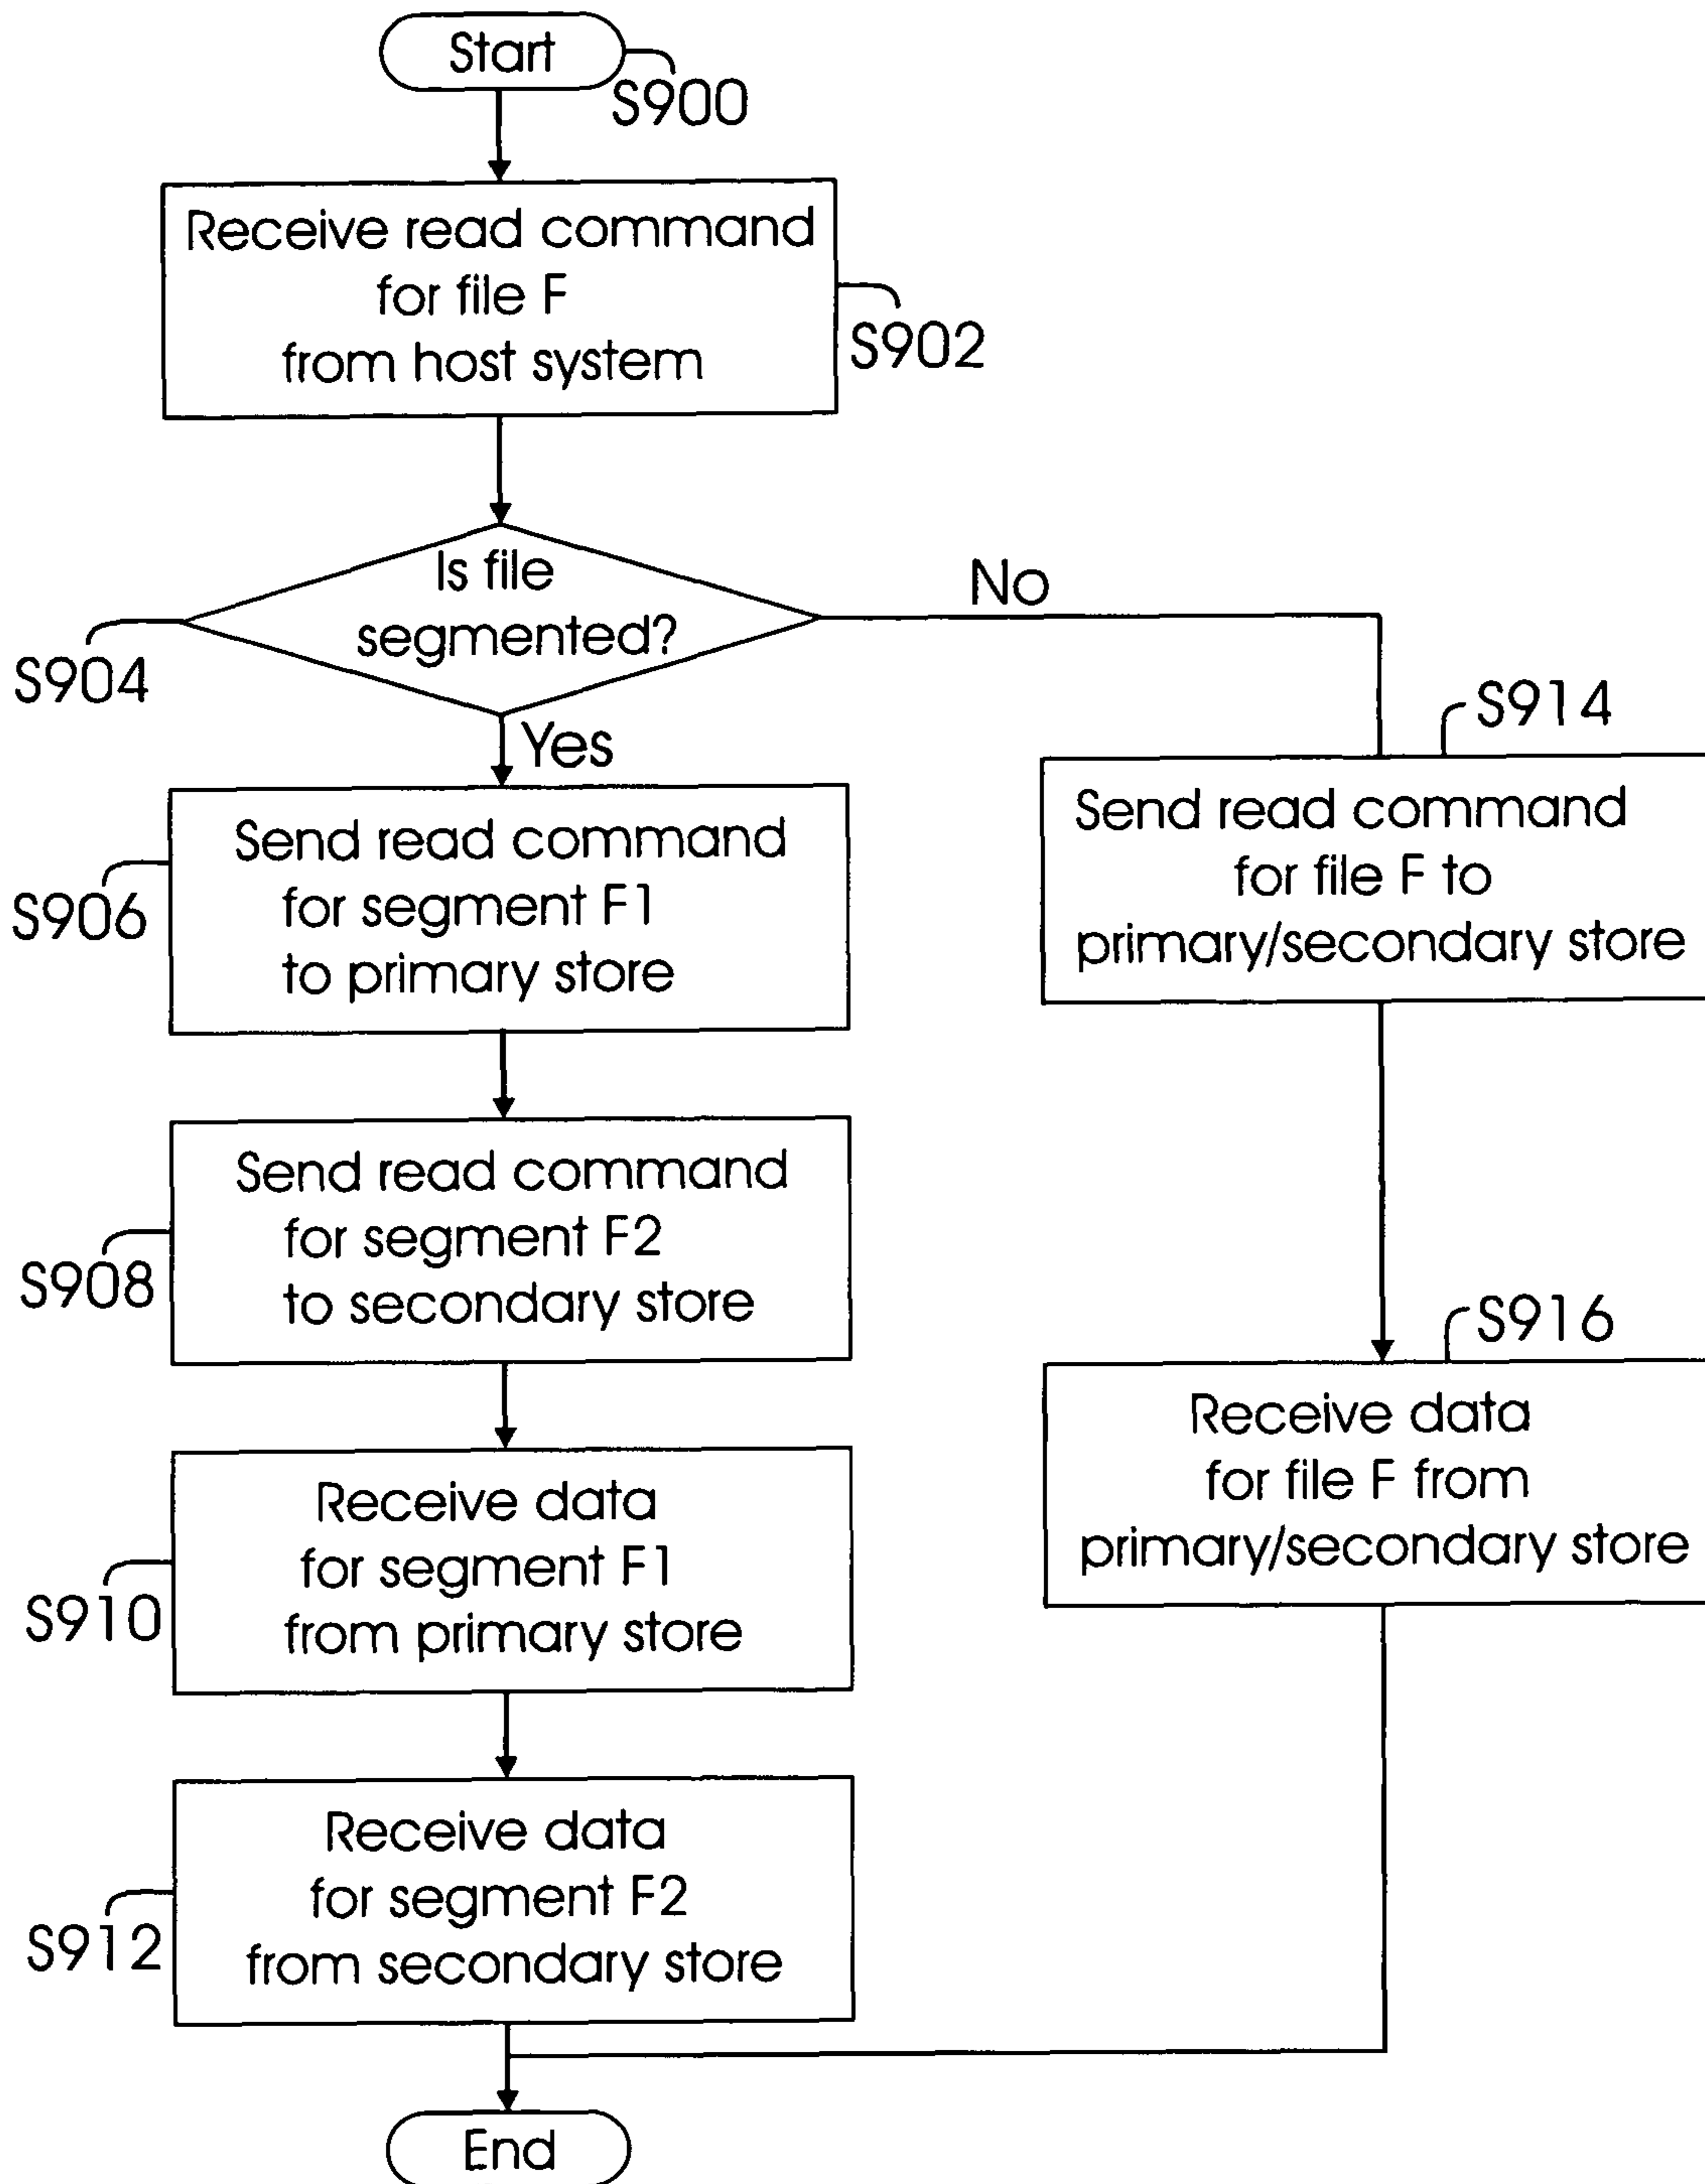 Start
S900
Receive read command
for file F
from host system
S902
Is file
segmented?
S904
No
Yes
Send read command
for segment F1
to primary store
S906
S914
Send read command
for file F to
primary/secondary store
Send read command
for segment F2
to secondary store
S908
S916
Receive data
for file F from
primary/secondary store
Receive data
for segment F1
from primary store
S910
Receive data
for segment F2
from secondary store
S912
End